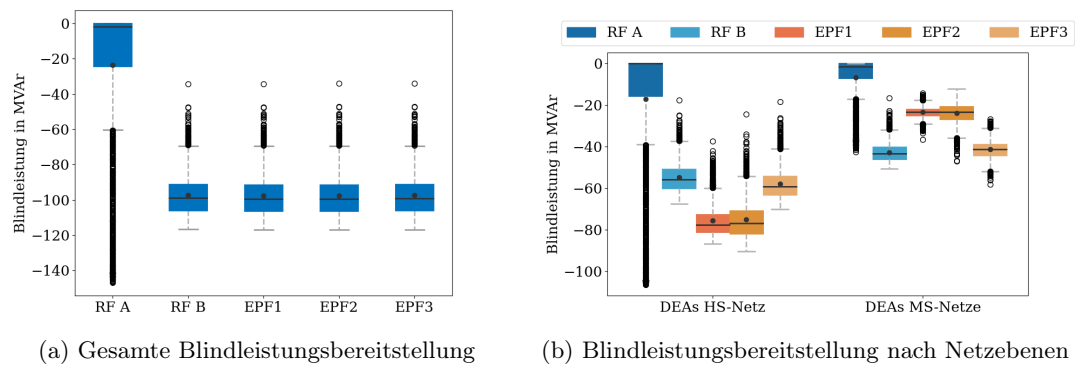 Blindleistung in MVAr
0
−20
−40
−60
−80
−100
−120
−140
RF A RF B EPF1 EPF2 EPF3
(a) Gesamte Blindleistungsbereitstellung
RF A RF B EPF1 EPF2 EPF3
Blindleistung in MVAr
0
−20
−40
−60
−80
−100
DEAs HS-Netz DEAs MS-Netze
(b) Blindleistungsbereitstellung nach Netzebenen